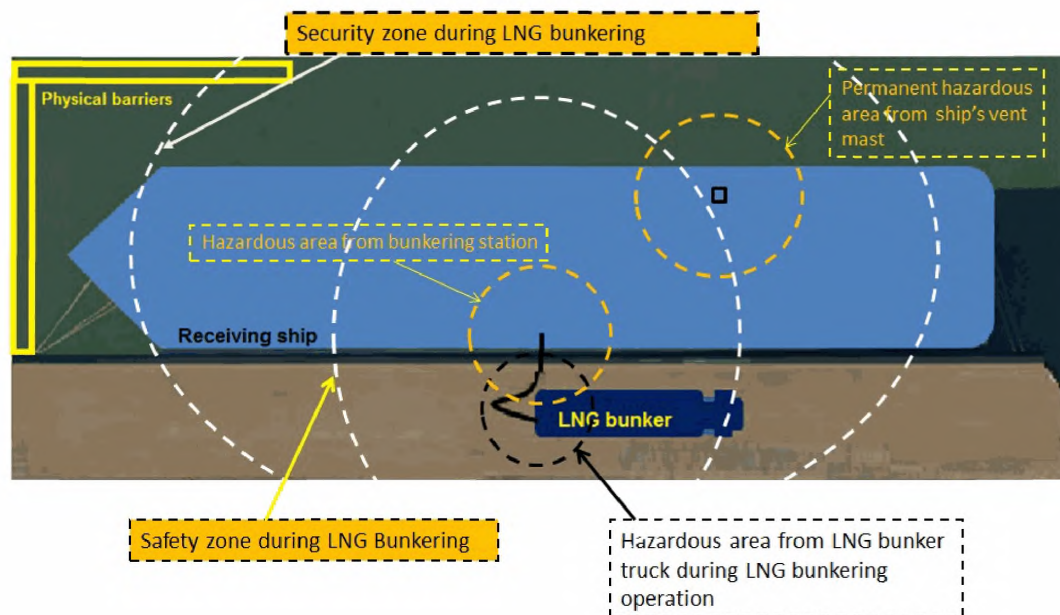 Security zone during LNG bunkering
Physical barriers
Permanent hazardous
area from ship's vent
mast
Hazardous area from bunkering station
Receiving ship
LNG bunker
Safety zone during LNG Bunkering
Hazardous area from LNG bunker
truck during LNG bunkering
operation